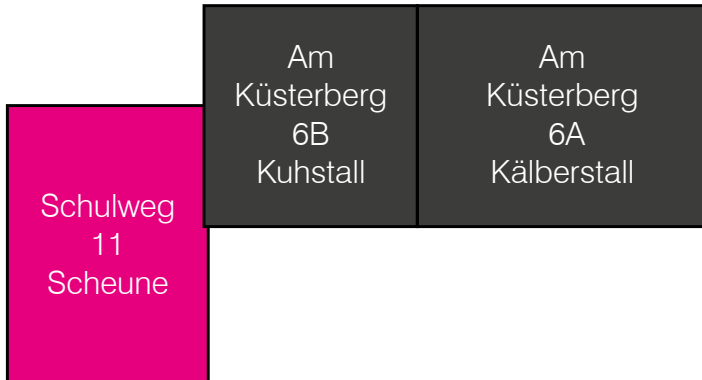 Am
Küsterberg
6B
Kuhstall
Am
Küsterberg
6A
Kälberstall
Schulweg
11
Scheune